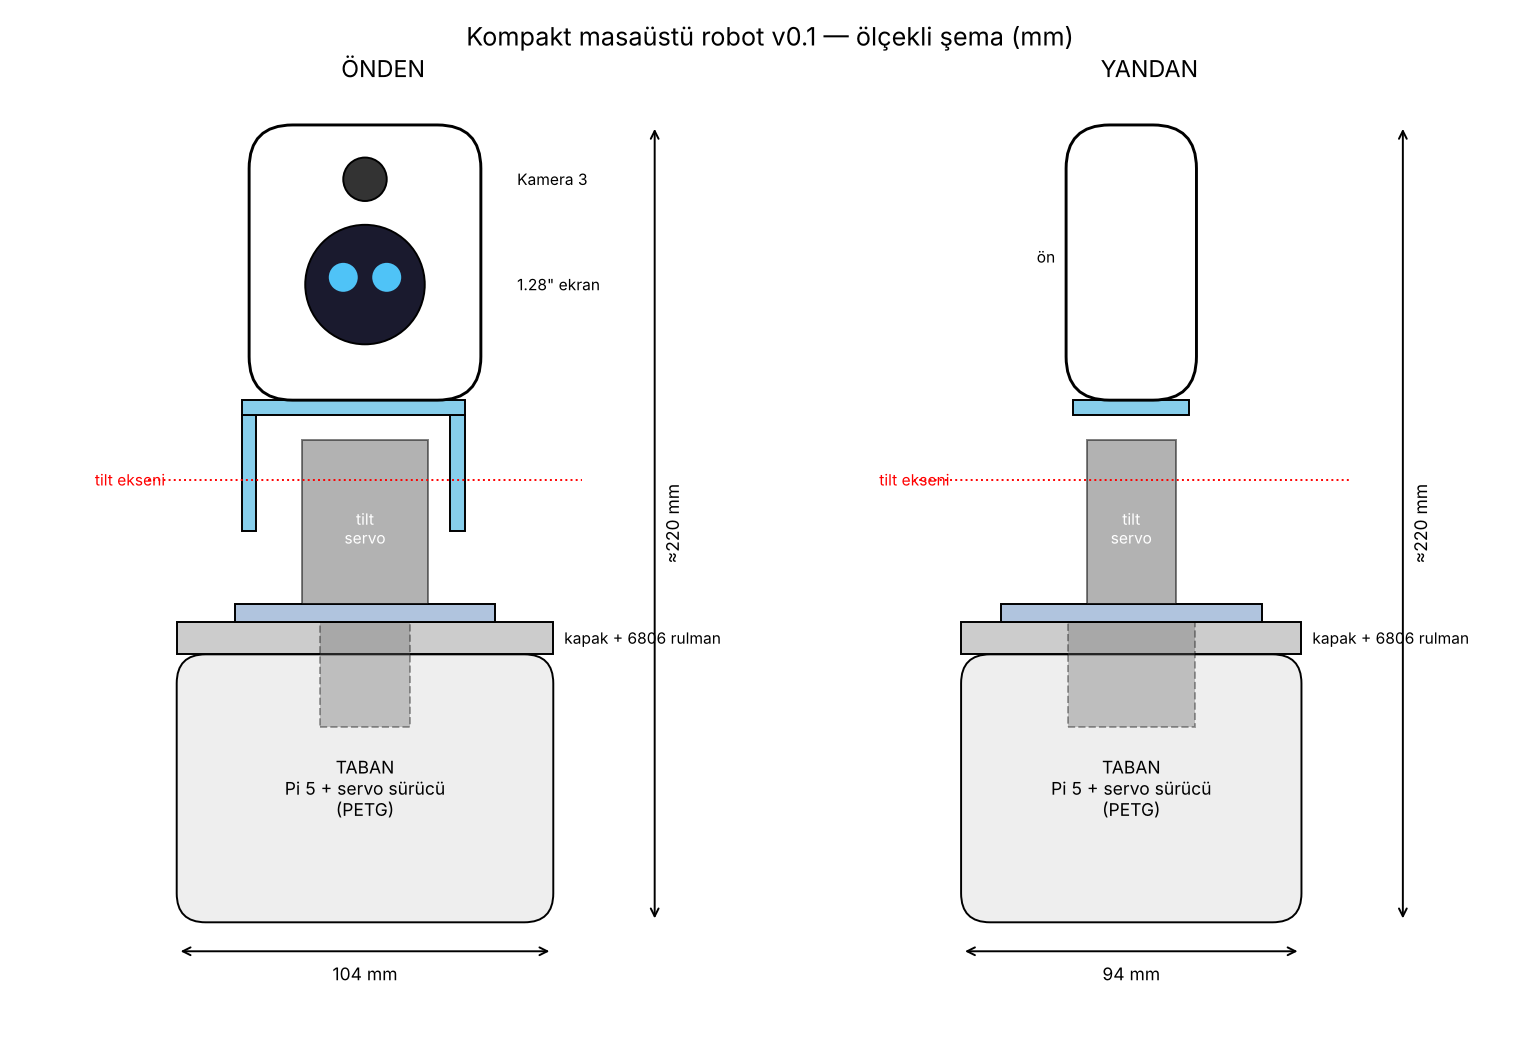 Kompakt masaüstü robot v0.1 — ölçekli şema (mm)
ÖNDEN
Kamera 3
1.28" ekran
tilt ekseni
tilt
servo
≈220 mm
kapak + 6806 rulman
TABAN
Pi 5 + servo sürücü
(PETG)
104 mm
YANDAN
ön
tilt ekseni
tilt
servo
≈220 mm
kapak + 6806 rulman
TABAN
Pi 5 + servo sürücü
(PETG)
94 mm